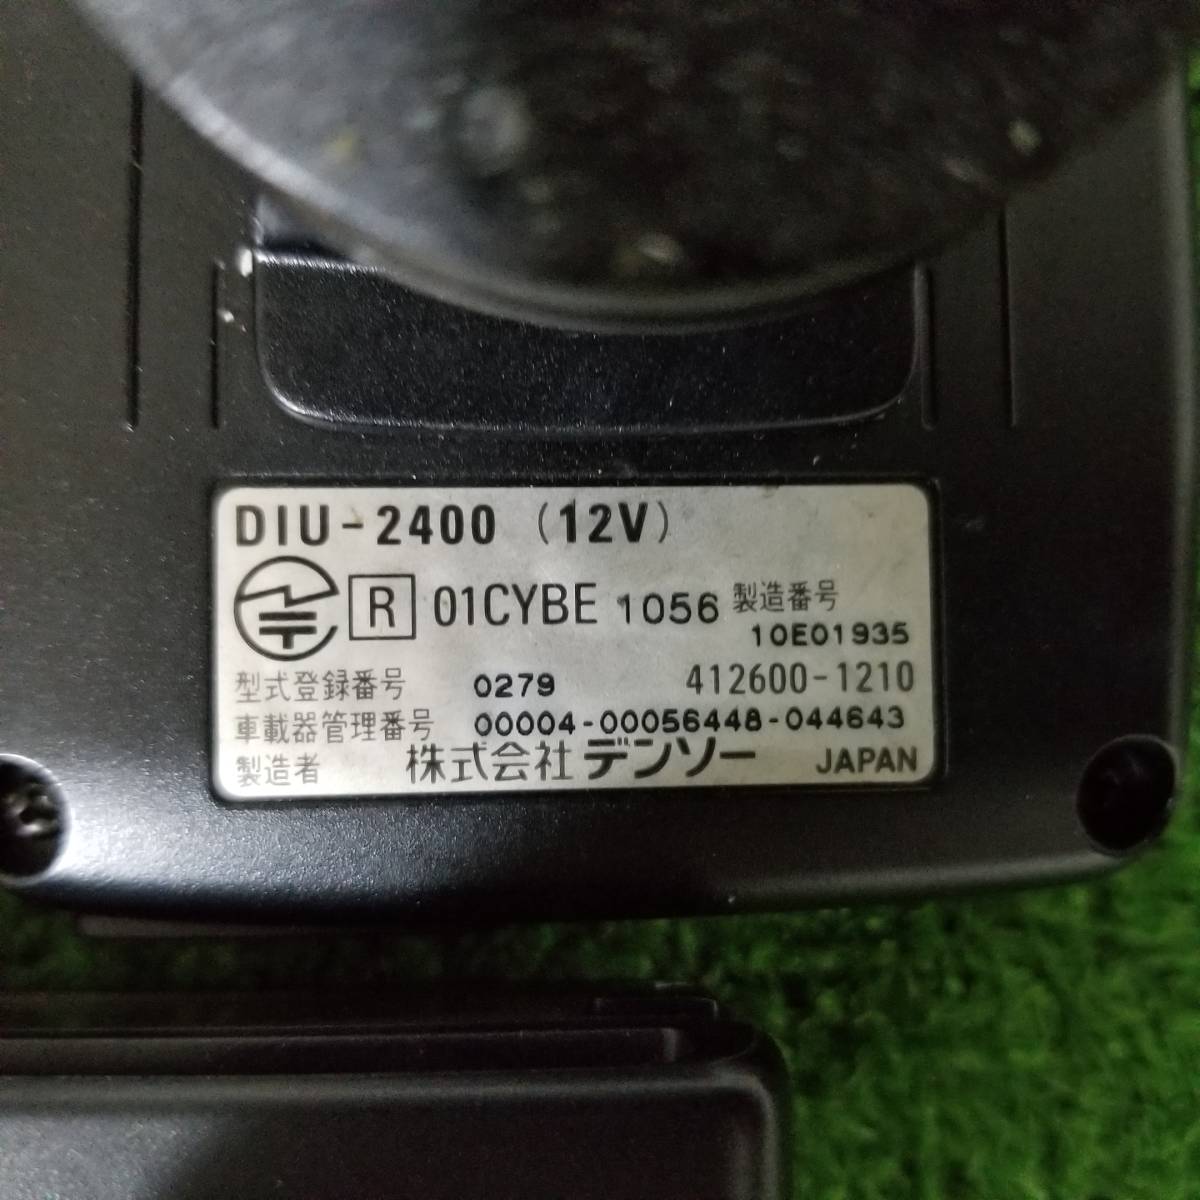 DIU-2400 (12V)
R 01CYBE 1056 製造番号
10E01935
型式登録番号 0279 412600-1210
車載器管理番号 00004-00056448-044643
製造者 株式会社 デンソー JAPAN